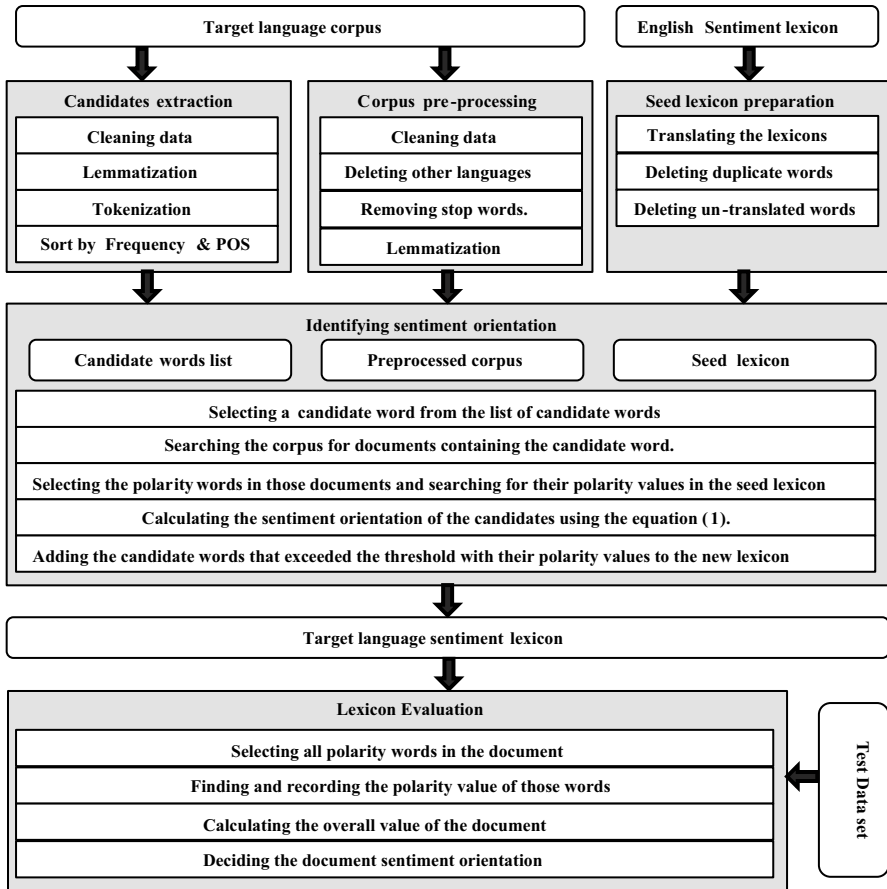 Target language corpus
English Sentiment lexicon
Candidates extraction
Cleaning data
Lemmatization
Tokenization
Sort by Frequency & POS
Corpus pre-processing
Cleaning data
Deleting other languages
Removing stop words.
Lemmatization
Seed lexicon preparation
Translating the lexicons
Deleting duplicate words
Deleting un-translated words
Identifying sentiment orientation
Candidate words list
Preprocessed corpus
Seed lexicon
Selecting a candidate word from the list of candidate words
Searching the corpus for documents containing the candidate word.
Selecting the polarity words in those documents and searching for their polarity values in the seed lexicon
Calculating the sentiment orientation of the candidates using the equation (1).
Adding the candidate words that exceeded the threshold with their polarity values to the new lexicon
Target language sentiment lexicon
Lexicon Evaluation
Selecting all polarity words in the document
Finding and recording the polarity value of those words
Calculating the overall value of the document
Deciding the document sentiment orientation
Test Data set